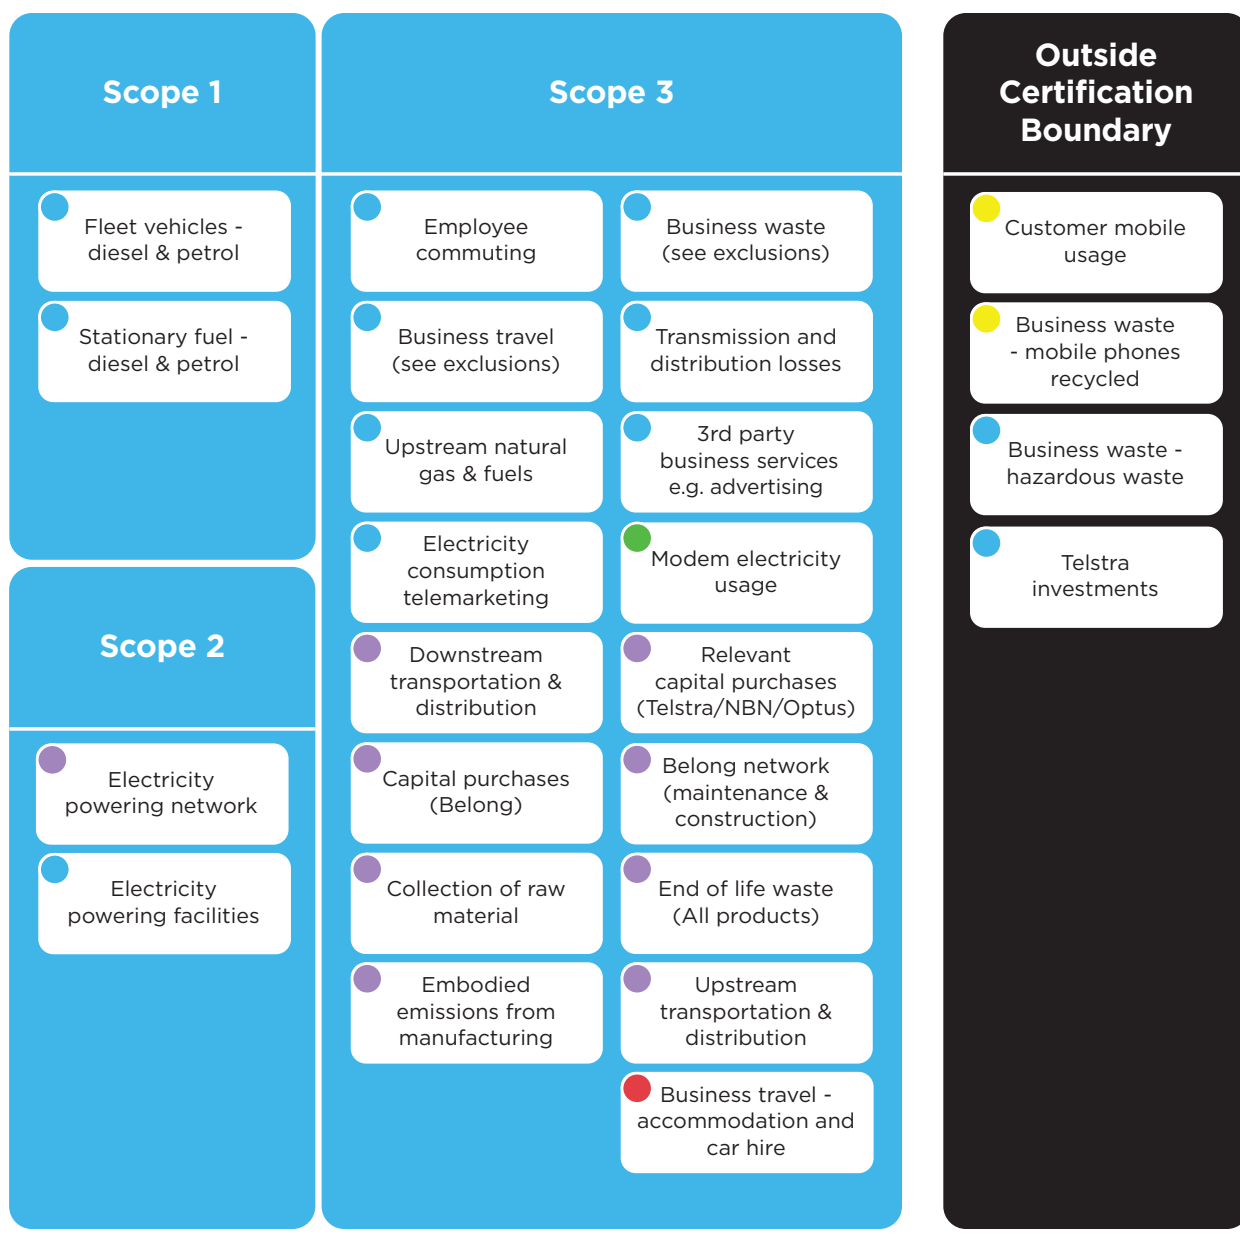 Scope 1
Fleet vehicles -
diesel & petrol
Stationary fuel -
diesel & petrol
Scope 2
Electricity
powering network
Electricity
powering facilities
Scope 3
Employee
commuting
Business travel
(see exclusions)
Upstream natural
gas & fuels
Electricity
consumption
telemarketing
Downstream
transportation &
distribution
Capital purchases
(Belong)
Collection of raw
material
Embodied
emissions from
manufacturing
Business waste
(see exclusions)
Transmission and
distribution losses
3rd party
business services
e.g. advertising
Modem electricity
usage
Relevant
capital purchases
(Telstra/NBN/Optus)
Belong network
(maintenance &
construction)
End of life waste
(All products)
Upstream
transportation &
distribution
Business travel -
accommodation and
car hire
Outside
Certification
Boundary
Customer mobile
usage
Business waste
- mobile phones
recycled
Business waste -
hazardous waste
Telstra
investments